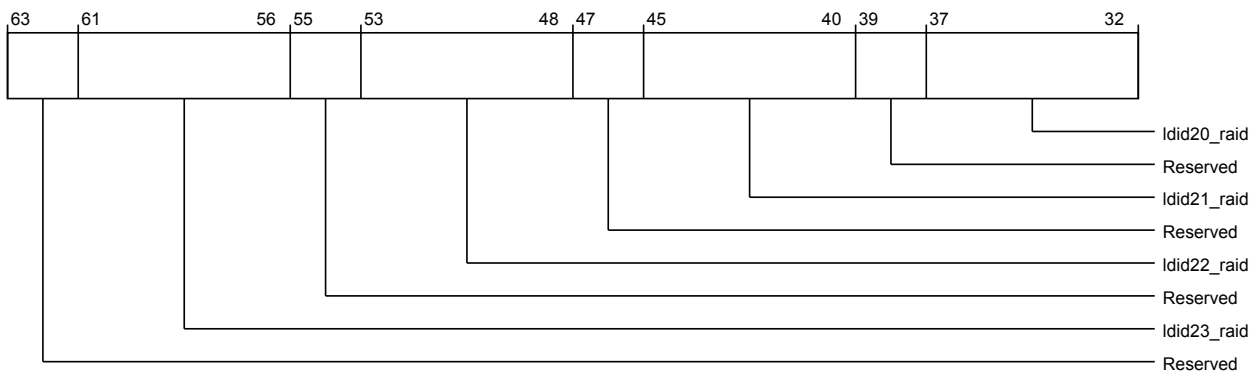 63 61 56 55 53 48 47 45 40 39 37 32
ldid20_raid
Reserved
ldid21_raid
Reserved
ldid22_raid
Reserved
ldid23_raid
Reserved